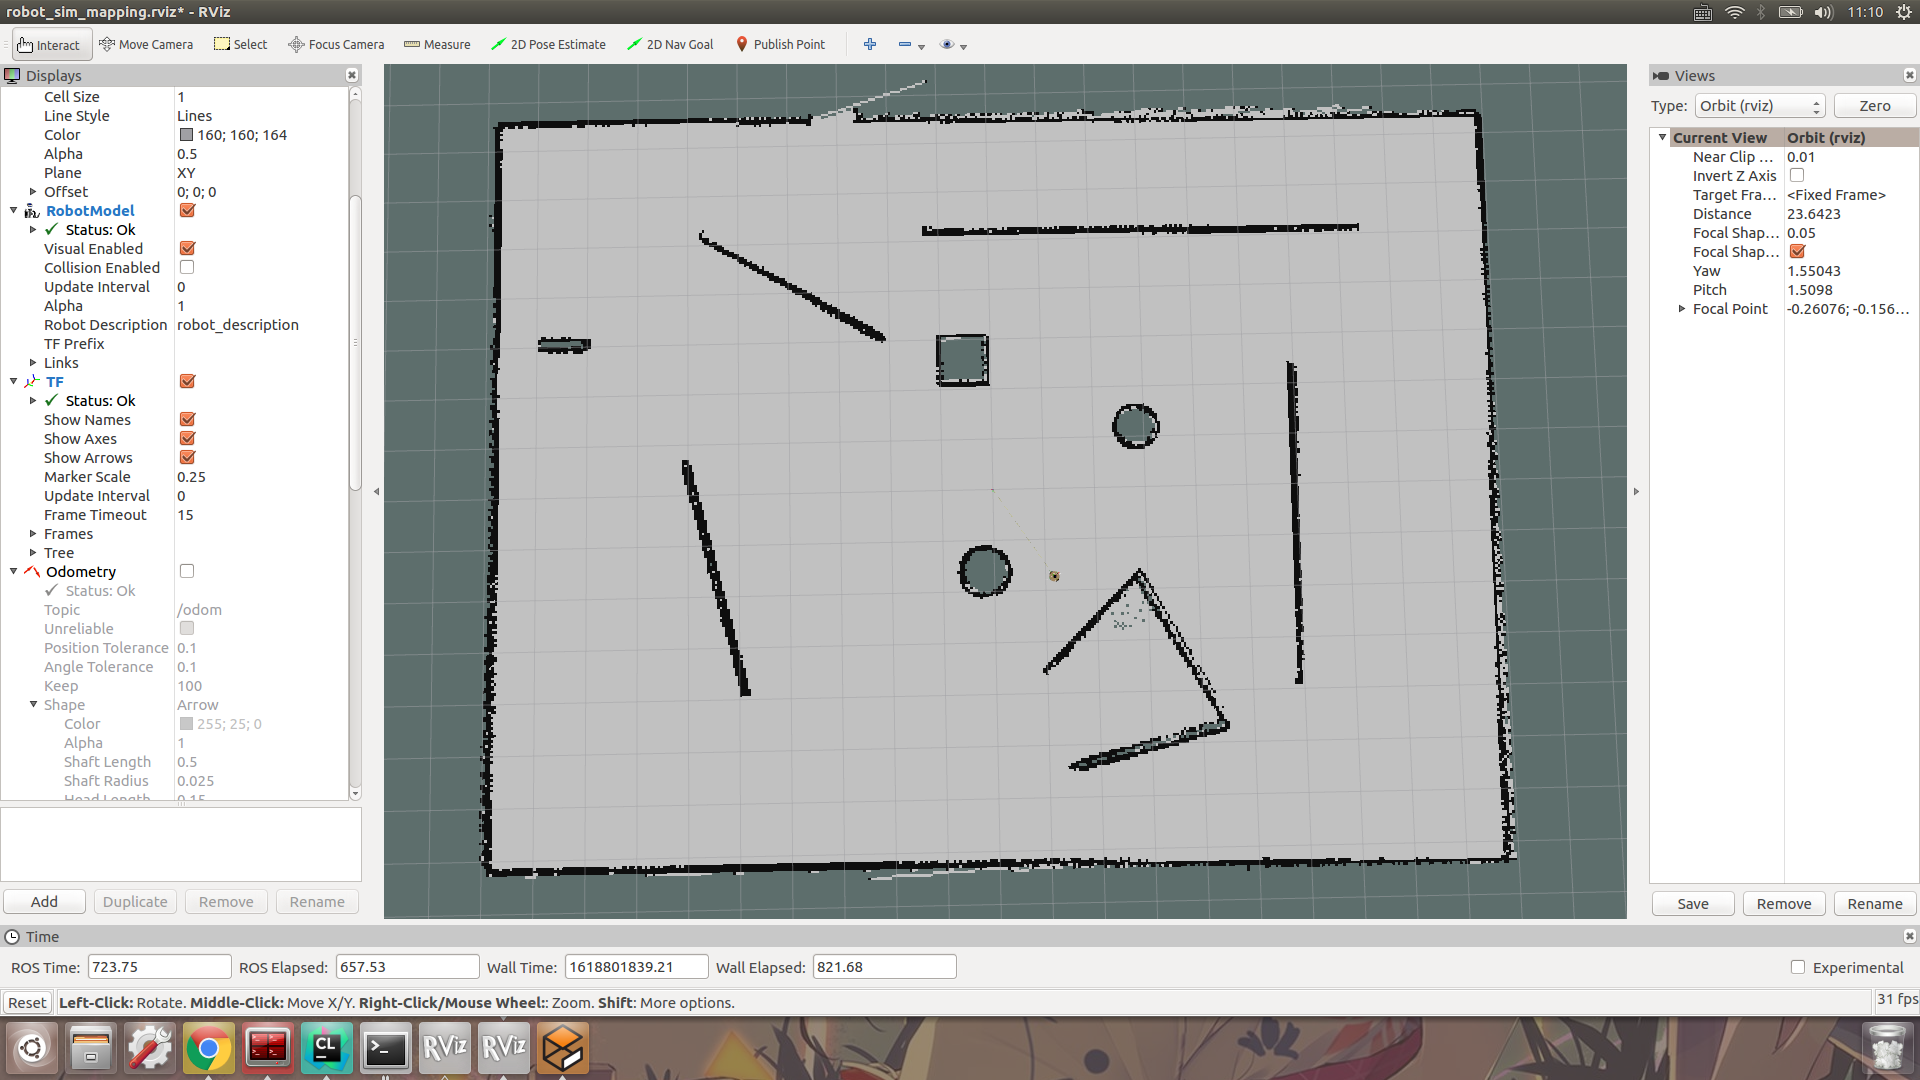 robot_sim_mapping.rviz* - RViz
11:10
Interact
Move Camera
Select
Focus Camera
Measure
2D Pose Estimate
2D Nav Goal
Publish Point
Displays
Cell Size 1
Line Style Lines
Color 160; 160; 164
Alpha 0.5
Plane XY
Offset 0; 0; 0
RobotModel
Status: Ok
Visual Enabled
Collision Enabled
Update Interval 0
Alpha 1
Robot Description robot_description
TF Prefix
Links
TF
Status: Ok
Show Names
Show Axes
Show Arrows
Marker Scale 0.25
Update Interval 0
Frame Timeout 15
Frames
Tree
Odometry
Status: Ok
Topic /odom
Unreliable
Position Tolerance 0.1
Angle Tolerance 0.1
Keep 100
Shape Arrow
Color 255; 25; 0
Alpha 1
Shaft Length 0.5
Shaft Radius 0.025
Head Length 0.15
Add
Duplicate
Remove
Rename
Views
Type: Orbit (rviz)
Zero
Current View Orbit (rviz)
Near Clip ... 0.01
Invert Z Axis
Target Fra... <Fixed Frame>
Distance 23.6423
Focal Shap... 0.05
Focal Shap...
Yaw 1.55043
Pitch 1.5098
Focal Point -0.26076; -0.156...
Save
Remove
Rename
Time
ROS Time: 723.75 ROS Elapsed: 657.53 Wall Time: 1618801839.21 Wall Elapsed: 821.68
Experimental
Reset
Left-Click: Rotate. Middle-Click: Move X/Y. Right-Click/Mouse Wheel:: Zoom. Shift: More options.
31 fps
CL
RViz
RViz